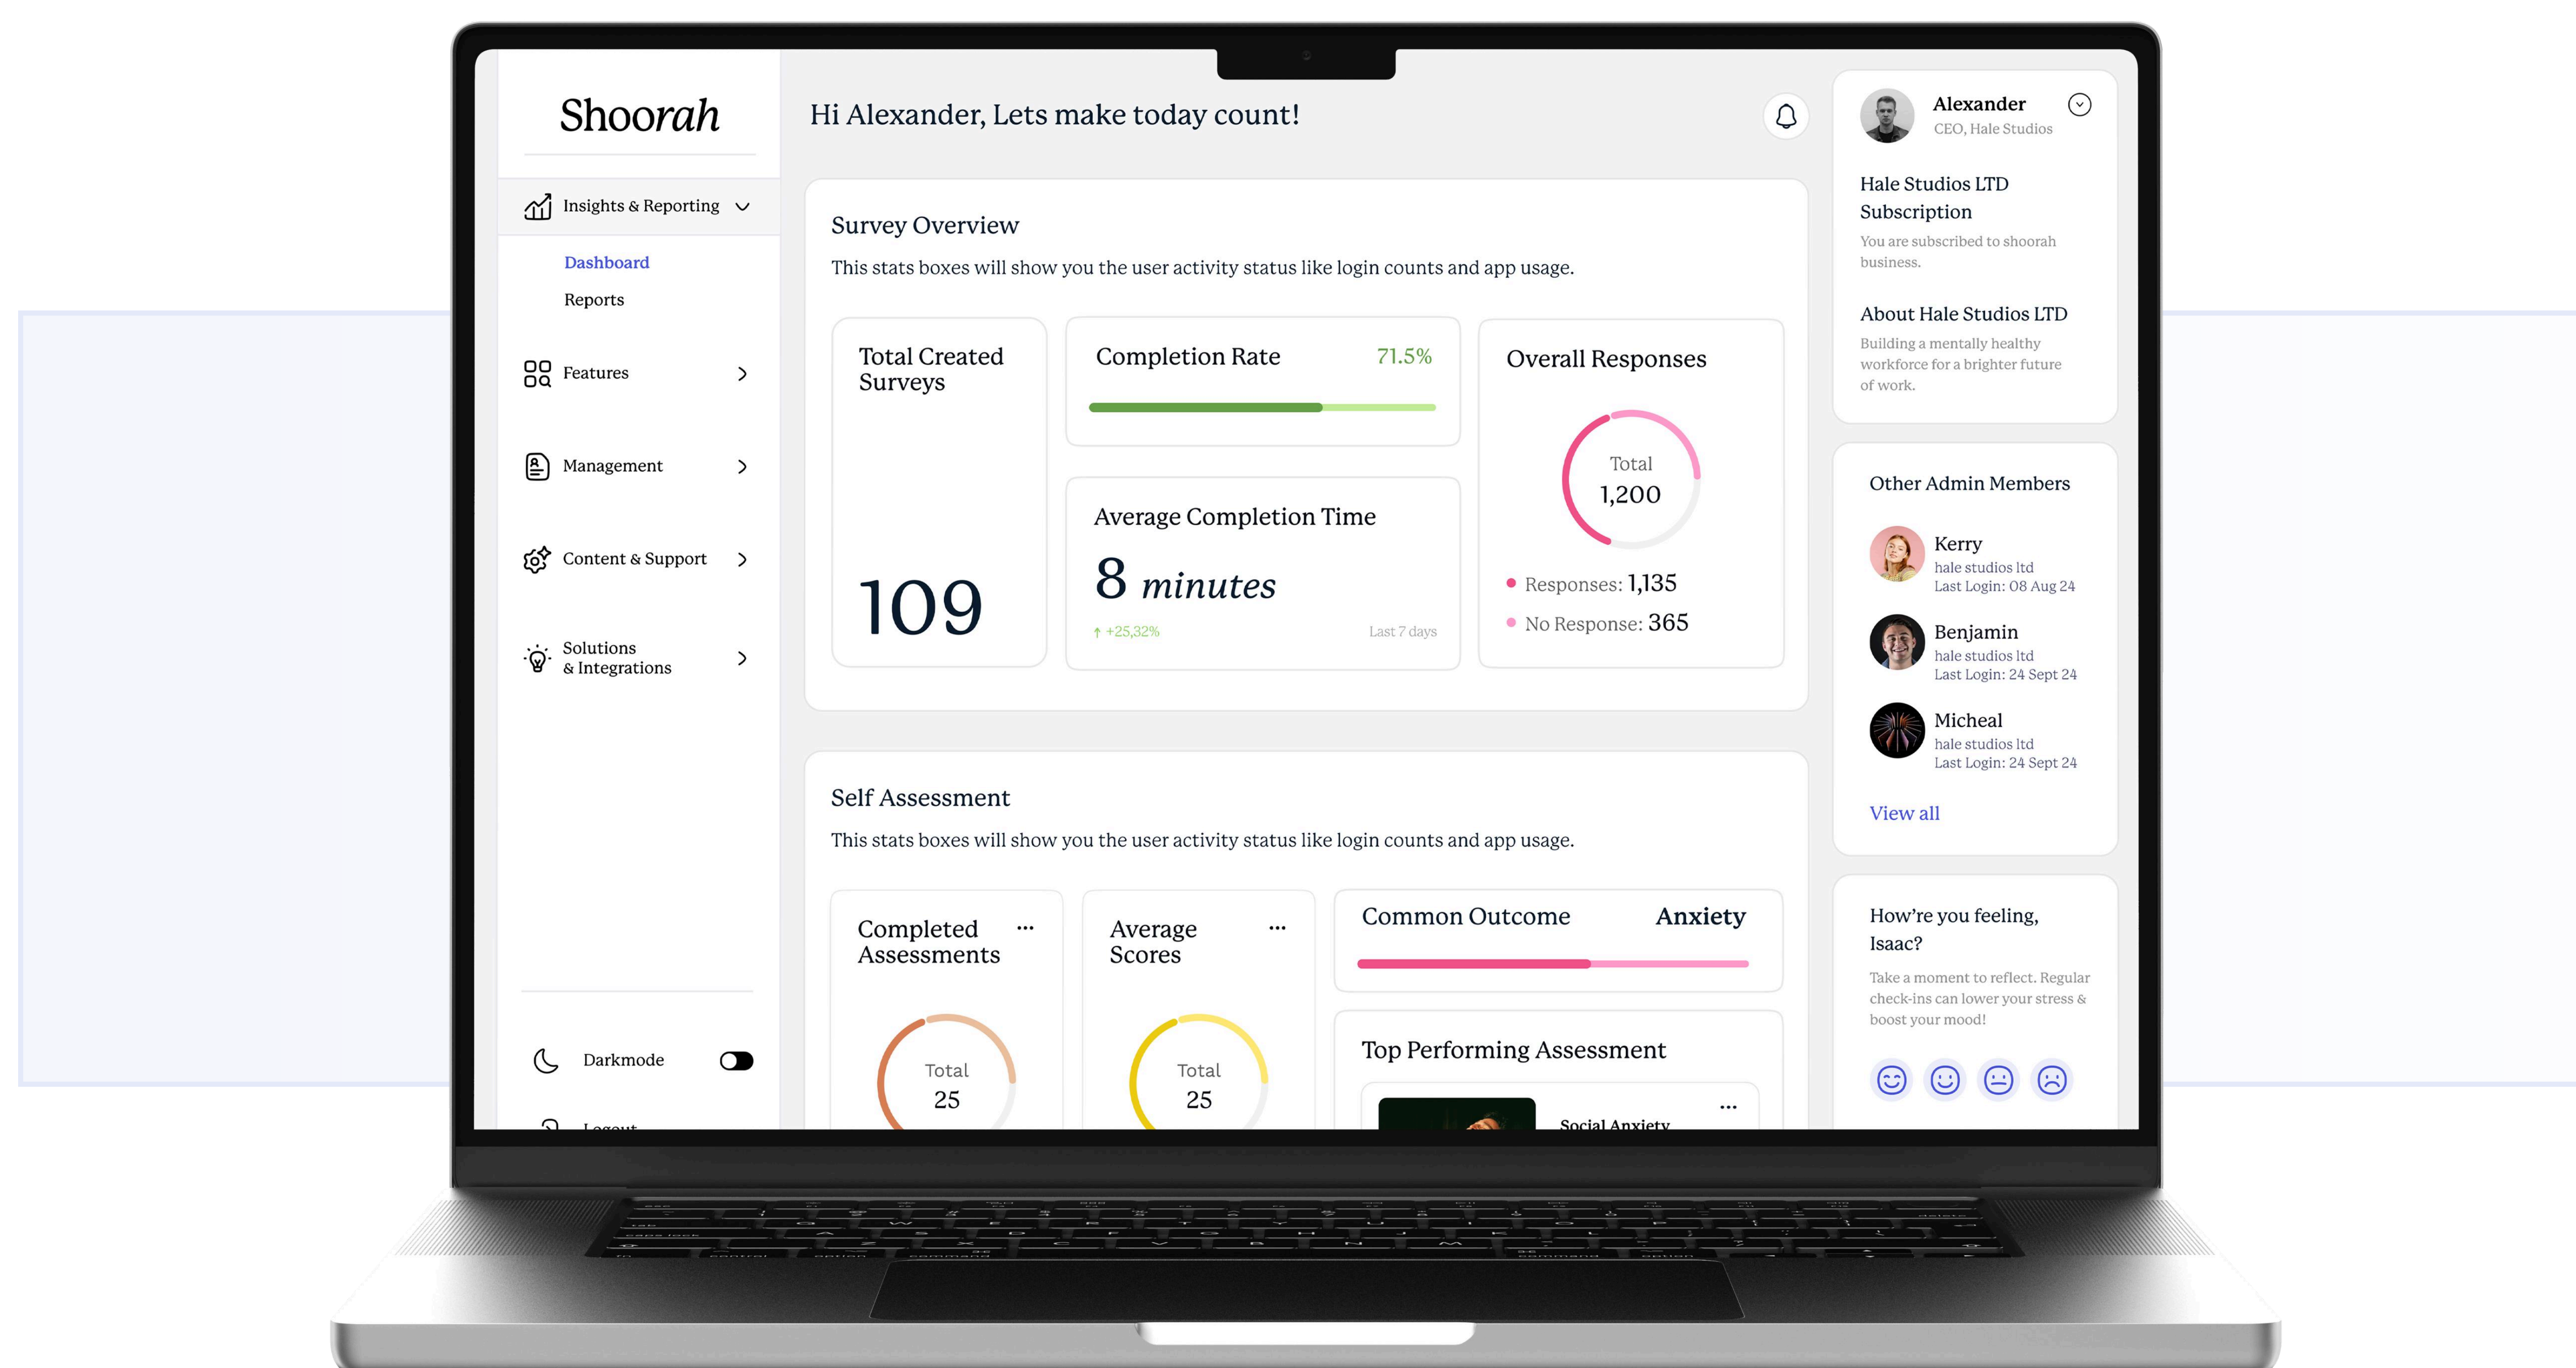 Shoorah
Insights & Reporting
Dashboard
Reports
Features
Management
Content & Support
Solutions
& Integrations
Darkmode
Logout
Hi Alexander, Lets make today count!
Survey Overview
This stats boxes will show you the user activity status like login counts and app usage.
Total Created
Surveys
109
Completion Rate 71.5%
Average Completion Time
8 minutes
+25,32% Last 7 days
Overall Responses
Total
1,200
Responses: 1,135
No Response: 365
Self Assessment
This stats boxes will show you the user activity status like login counts and app usage.
Completed
Assessments
Total
25
Average
Scores
Total
25
Common Outcome Anxiety
Top Performing Assessment
Social Anxiety
Alexander
CEO, Hale Studios
Hale Studios LTD
Subscription
You are subscribed to shoorah
business.
About Hale Studios LTD
Building a mentally healthy
workforce for a brighter future
of work.
Other Admin Members
Kerry
hale studios ltd
Last Login: 08 Aug 24
Benjamin
hale studios ltd
Last Login: 24 Sept 24
Micheal
hale studios ltd
Last Login: 24 Sept 24
View all
How're you feeling,
Isaac?
Take a moment to reflect. Regular
check-ins can lower your stress &
boost your mood!